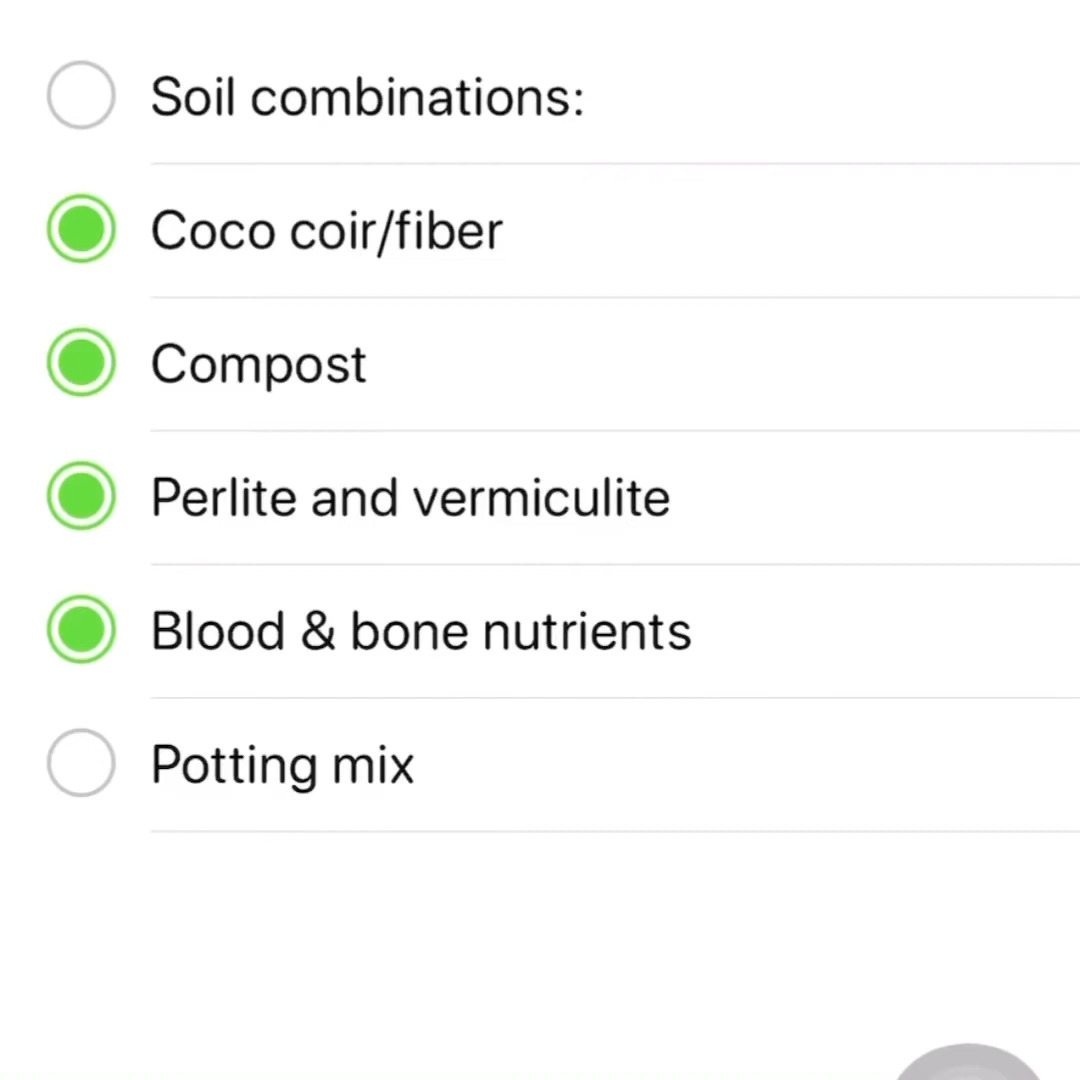 Soil combinations:
Coco coir/fiber
Compost
Perlite and vermiculite
Blood & bone nutrients
Potting mix